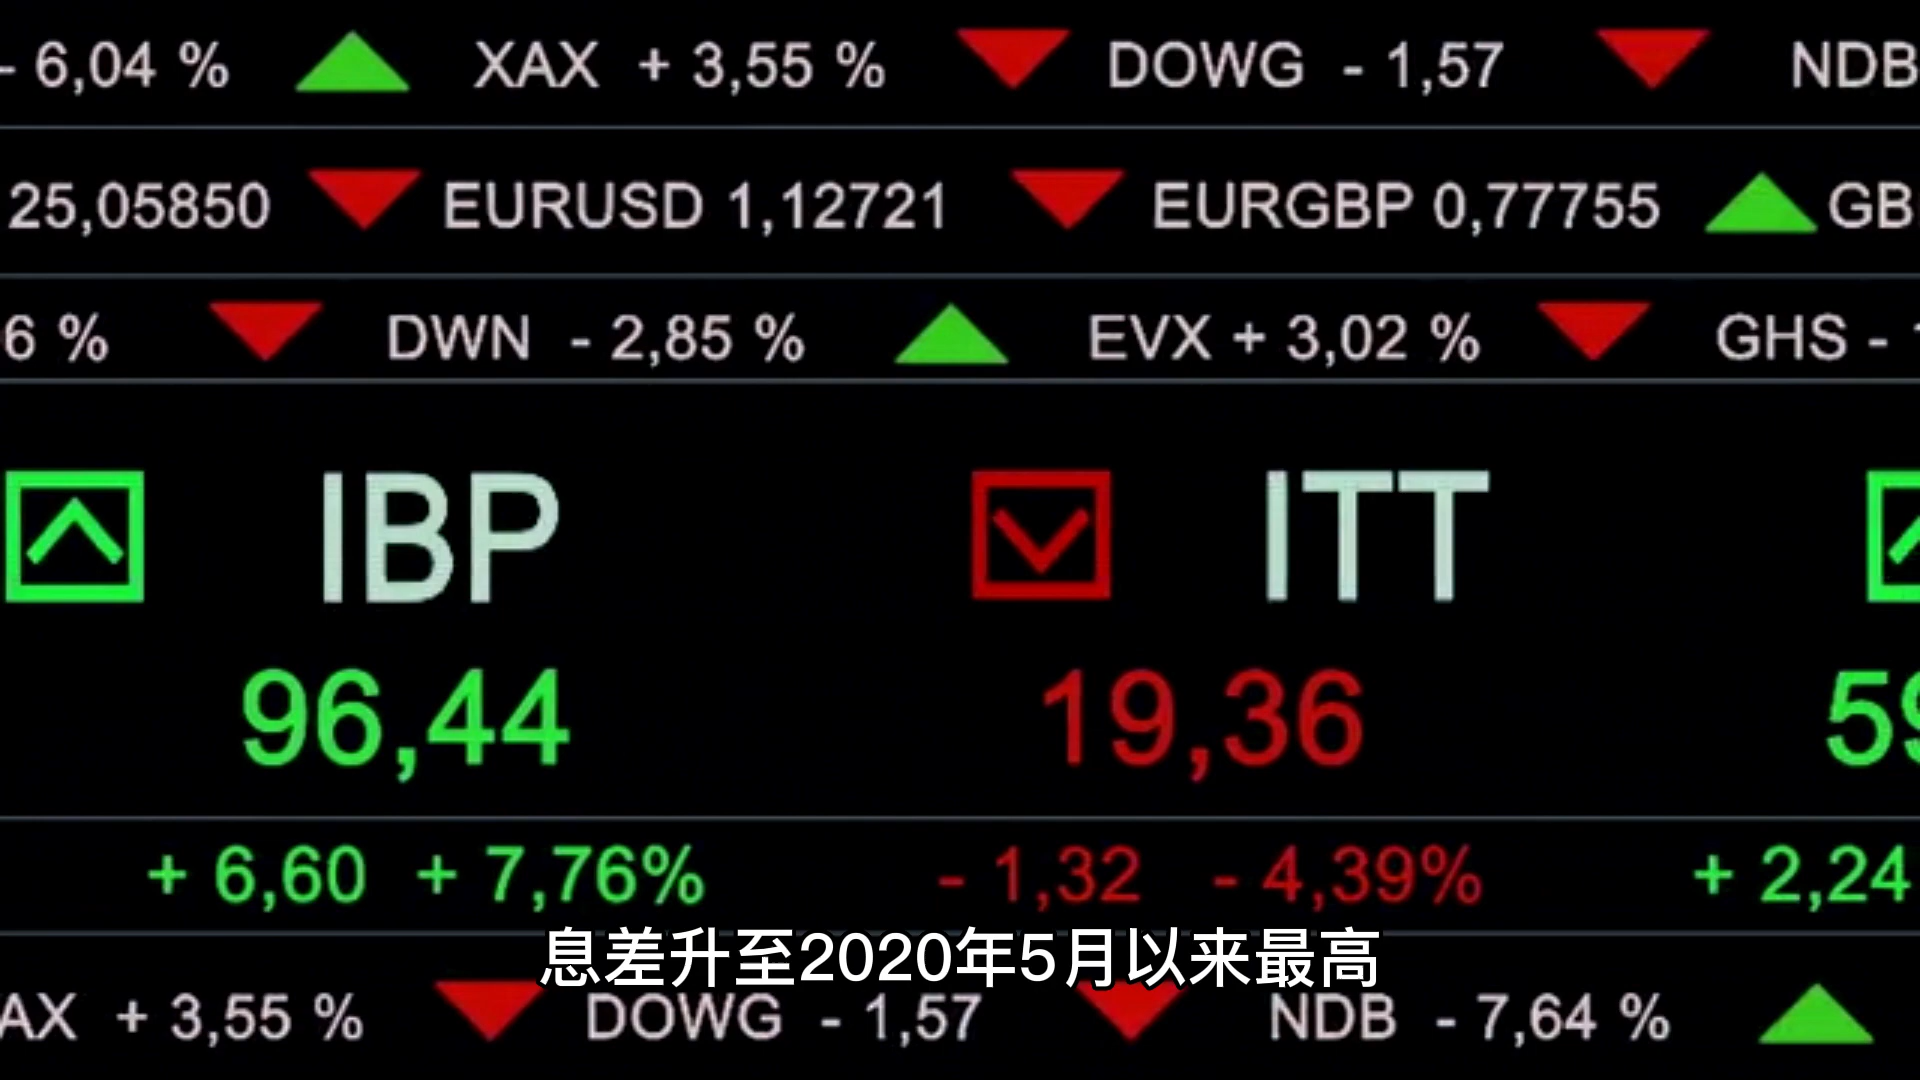 - 6,04 % XAX + 3,55 % DOWG - 1,57 NDB
25,05850 EURUSD 1,12721 EURGBP 0,77755 GB
6 % DWN - 2,85 % EVX + 3,02 % GHS -
IBP ITT
96,44 19,36 59
+ 6,60 + 7,76% - 1,32 - 4,39% + 2,24
息差升至2020年5月以来最高
AX + 3,55 % DOWG - 1,57 NDB - 7,64 %